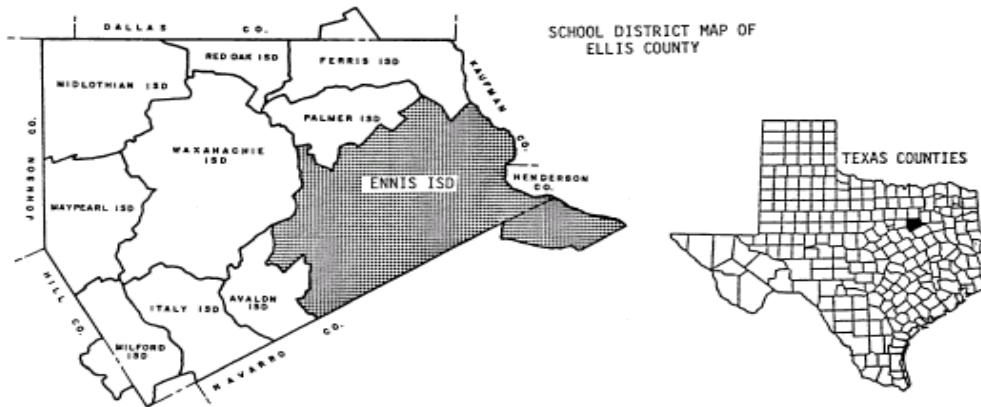 SCHOOL DISTRICT MAP OF
ELLIS COUNTY
DALLAS CO.
RED OAK ISD
FERRIS ISD
MIDLOTHIAN ISD
KAUFMAN CO.
PALMER ISD
JOHNSON CO.
WAXAHACHIE
ISD
TEXAS COUNTIES
ENNIS ISD
HENDERSON
CO.
MAYPEARL ISD
HILL CO.
ITALY ISD
AVALON
ISD
MILFORD
ISD
NAVARRO CO.